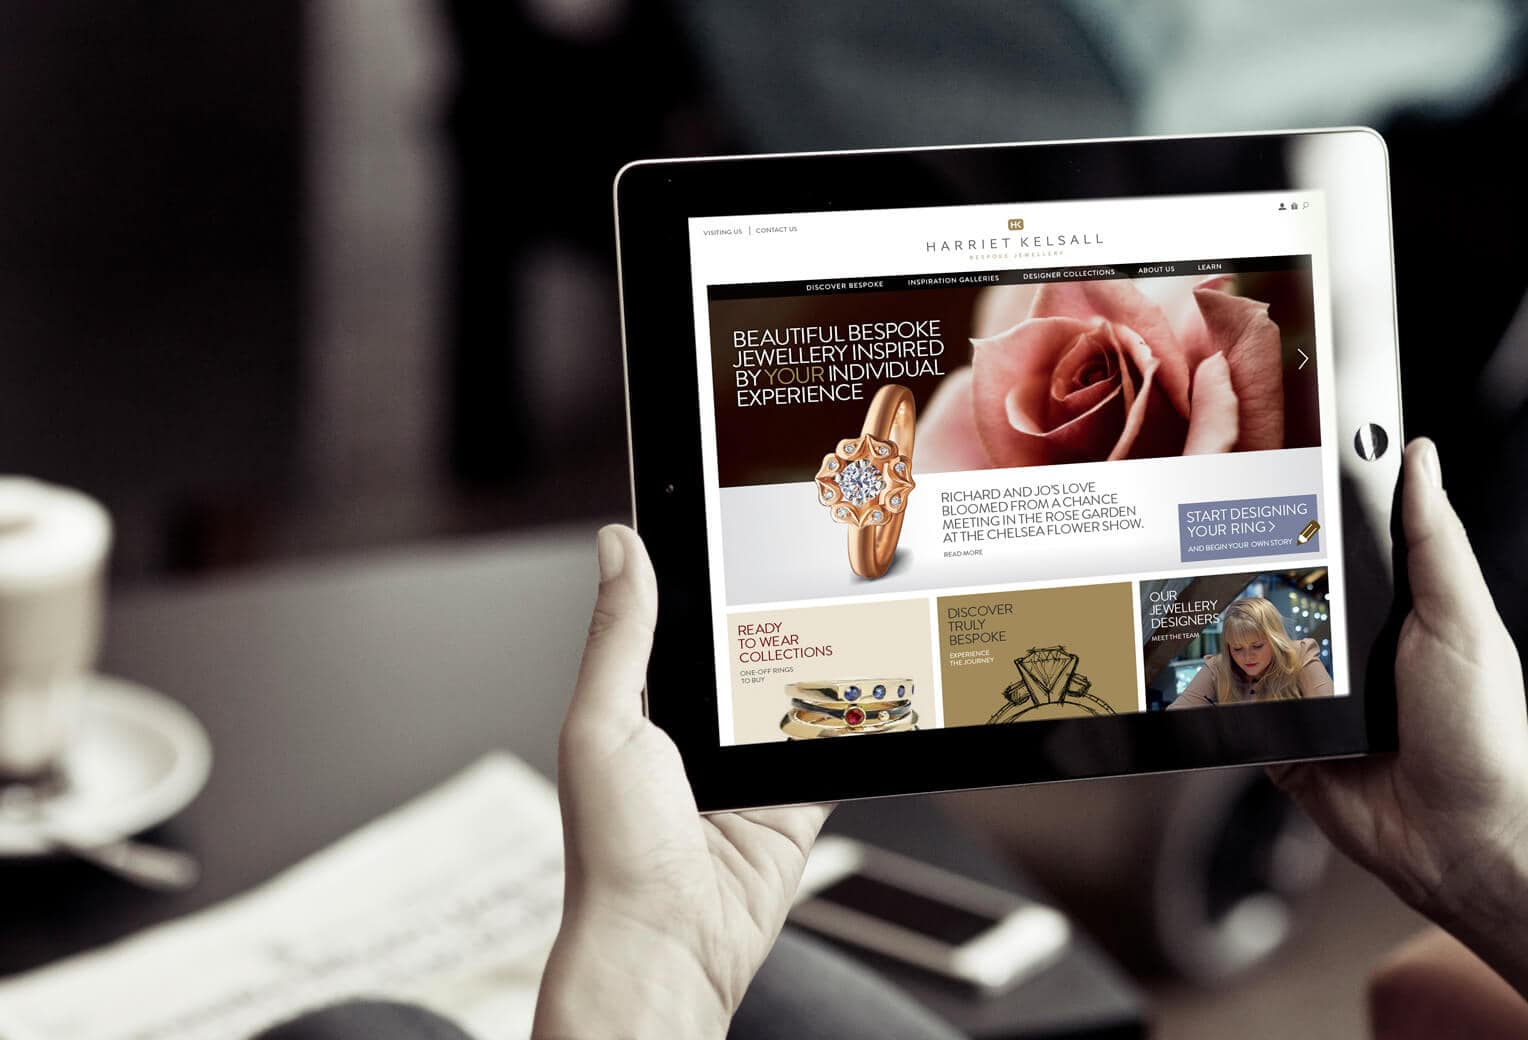 VISITING US | CONTACT US
HK
HARRIET KELSALL
BESPOKE JEWELLERY
DISCOVER BESPOKE INSPIRATION GALLERIES DESIGNER COLLECTIONS ABOUT US LEARN
BEAUTIFUL BESPOKE
JEWELLERY INSPIRED
BY YOUR INDIVIDUAL
EXPERIENCE
RICHARD AND JO'S LOVE
BLOOMED FROM A CHANCE
MEETING IN THE ROSE GARDEN
AT THE CHELSEA FLOWER SHOW.
READ MORE
START DESIGNING
YOUR RING >
AND BEGIN YOUR OWN STORY
READY
TO WEAR
COLLECTIONS
ONE-OFF RINGS
TO BUY
DISCOVER
TRULY
BESPOKE
EXPERIENCE
THE JOURNEY
OUR
JEWELLERY
DESIGNERS
MEET THE TEAM